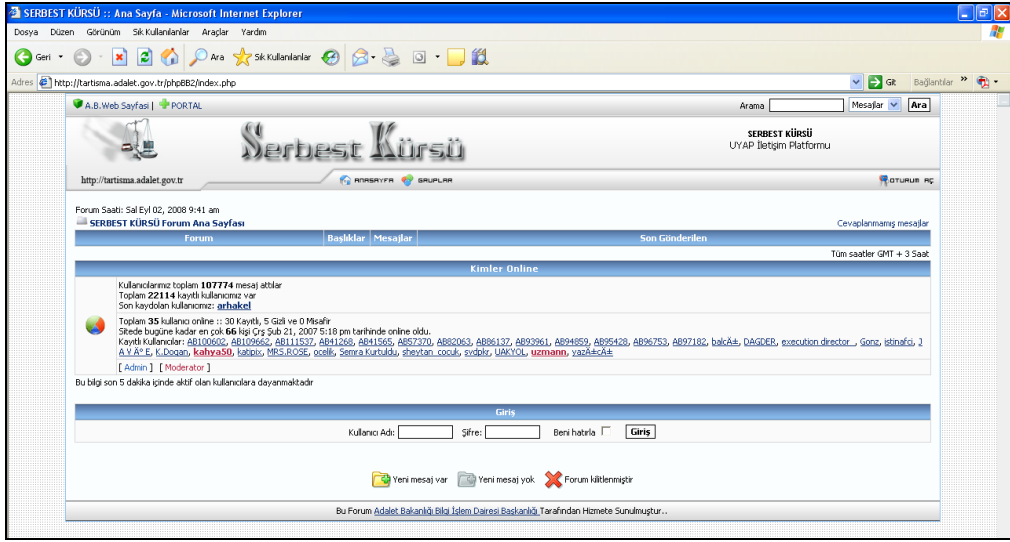 SERBEST KÜRSÜ :: Ana Sayfa - Microsoft Internet Explorer
Dosya Düzen Görünüm Sık Kullanılanlar Araçlar Yardım
Geri Ara Sık Kullanılanlar
Adres http://tartisma.adalet.gov.tr/phpBB2/index.php Git Bağlantılar »
A.B.Web Sayfasi | PORTAL Arama Mesajlar Ara
Serbest Kürsü
SERBEST KÜRSÜ
UYAP İletişim Platformu
http://tartisma.adalet.gov.tr ANASAYFA GRUPLAR OTURUM AÇ
Forum Saati: Sal Eyl 02, 2008 9:41 am
SERBEST KÜRSÜ Forum Ana Sayfası Cevaplanmamış mesajlar
Forum Başlıklar Mesajlar Son Gönderilen
Tüm saatler GMT + 3 Saat
Kimler Online
Kullanıcılarımız toplam 107774 mesaj attılar
Toplam 22114 kayıtlı kullanıcımız var
Son kaydolan kullanıcımız: arhakel
Toplam 35 kullanıcı online :: 30 Kayıtlı, 5 Gizli ve 0 Misafir
Sitede bugüne kadar en çok 66 kişi Çrş Şub 21, 2007 5:18 pm tarihinde online oldu.
Kayıtlı Kullanıcılar: AB100602, AB109662, AB111537, AB41268, AB41565, AB57370, AB82063, AB86137, AB93961, AB94859, AB95428, AB96753, AB97182, balcÄ±, DAGDER, execution director_, Gonz, istinafci, J
A V Ä° E, K.Dogan, kahya50, katipix, MRS.ROSE, ocelik, Semra Kurtuldu, sheytan_cocuk, svdpkr, UAKYOL, uzmann, yazÄ±cÄ±
[ Admin ] [ Moderator ]
Bu bilgi son 5 dakika içinde aktif olan kullanıcılara dayanmaktadır
Giriş
Kullanıcı Adı: Şifre: Beni hatırla Giriş
Yeni mesaj var Yeni mesaj yok Forum kilitlenmiştir
Bu Forum Adalet Bakanlığı Bilgi İşlem Dairesi Başkanlığı Tarafından Hizmete Sunulmuştur..